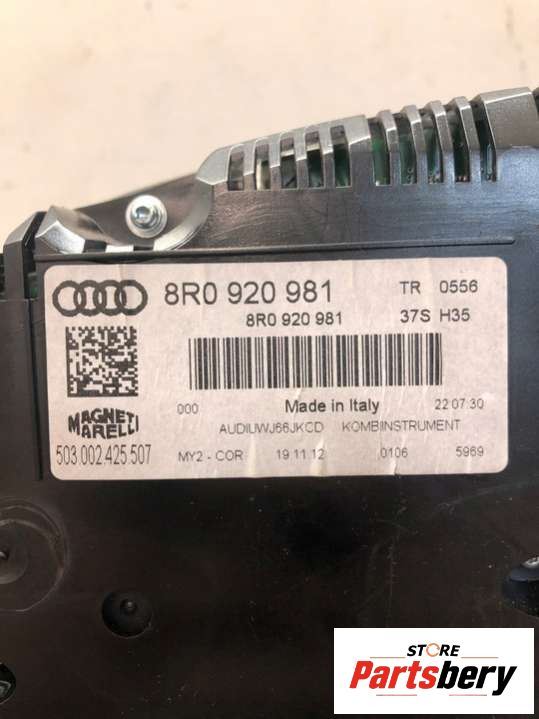 8R0 920 981 TR 0556
8R0 920 981 37S H35
000 Made in Italy 22:07:30
AUDIUWJ66JKCD KOMBIINSTRUMENT
MAGNETI
MARELLI
503.002.425.507 MY2 - COR 19 11 12 0106 5969
STORE
Partsbery